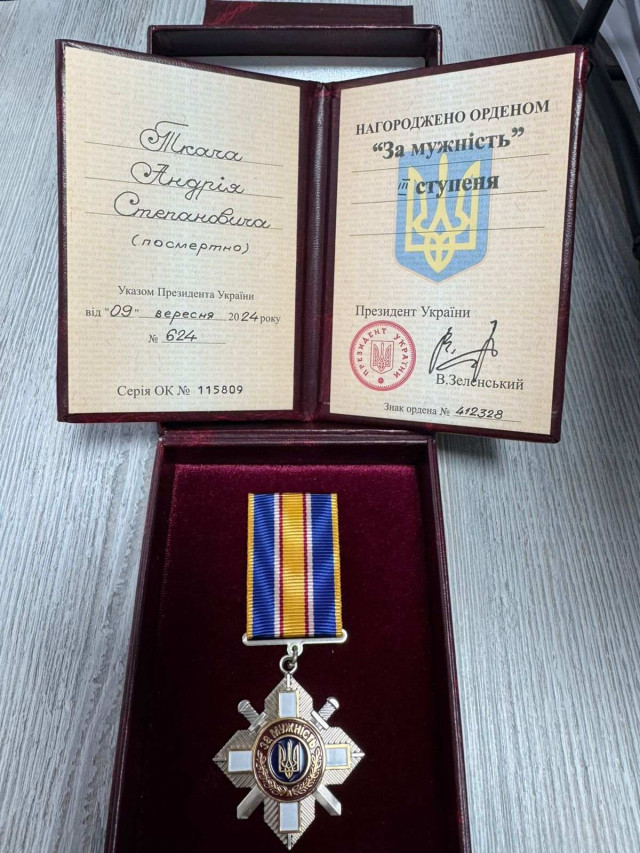 Ткача
Андрія
Степановича
(посмертно)
Указом Президента України
від "09" вересня 2024 року
№ 624
Серія ОК № 115809
НАГОРОДЖЕНО ОРДЕНОМ
“За мужність”
III ступеня
Президент України
ПРЕЗИДЕНТ УКРАЇНИ
В.Зеленський
Знак ордена № 412328
ЗА МУЖНІСТЬ